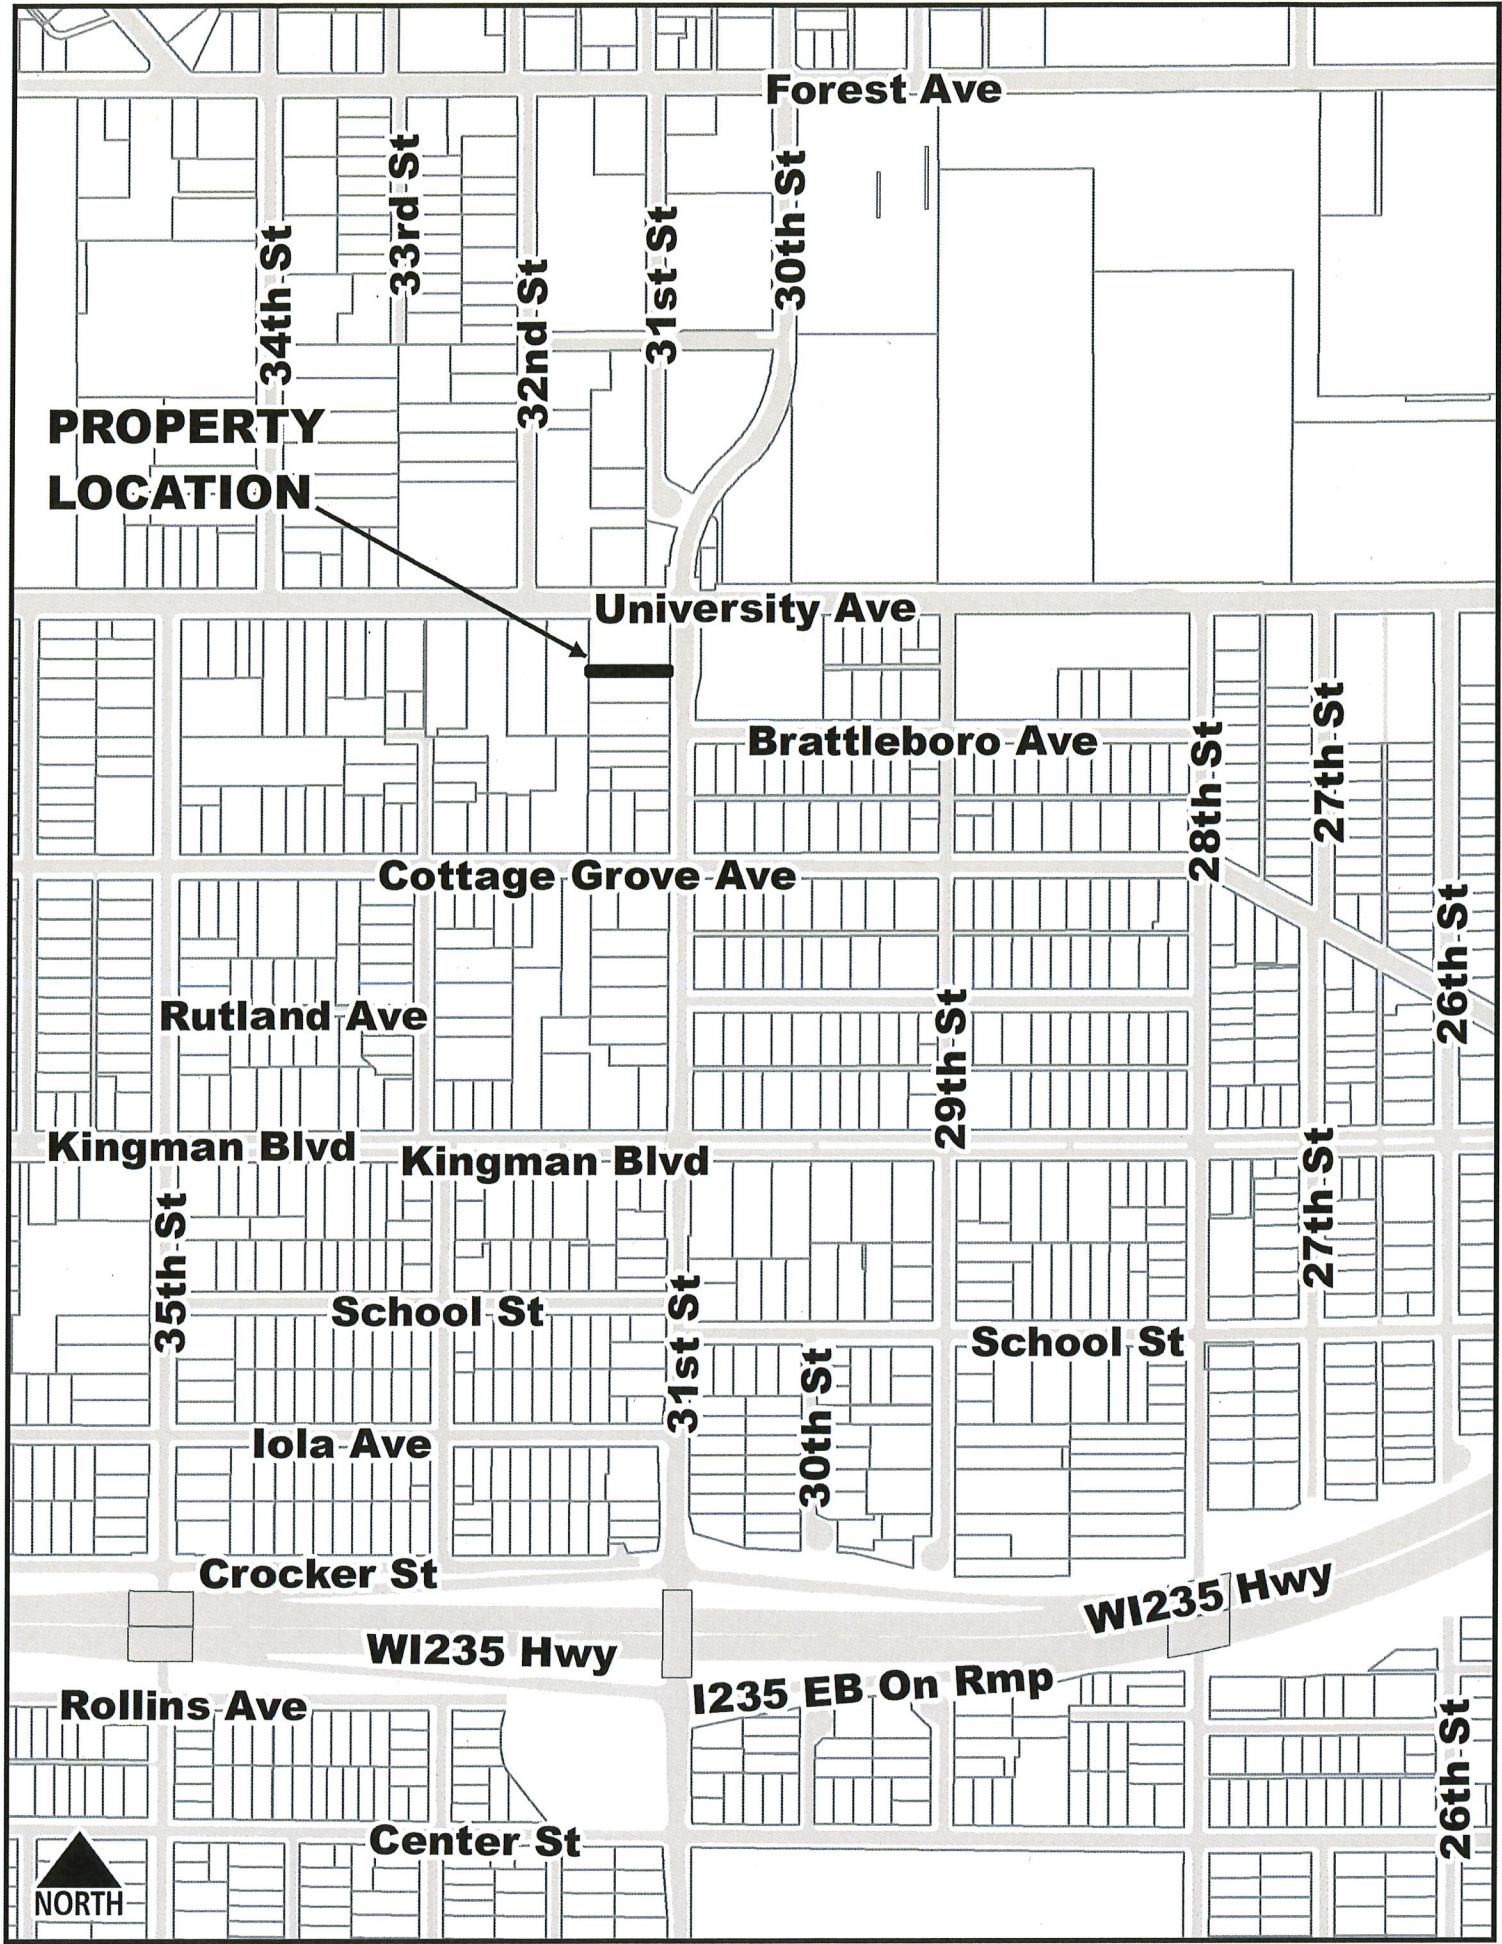 Forest Ave
33rd St
30th St
31st St
34th St
32nd St
PROPERTY
LOCATION
University Ave
Brattleboro Ave
27th St
28th St
Cottage Grove Ave
26th St
Rutland Ave
29th St
Kingman Blvd
Kingman Blvd
27th St
35th St
School St
31st St
School St
30th St
Iola Ave
Crocker St
WI235 Hwy
WI235 Hwy
I235 EB On Rmp
Rollins Ave
26th St
Center St
NORTH